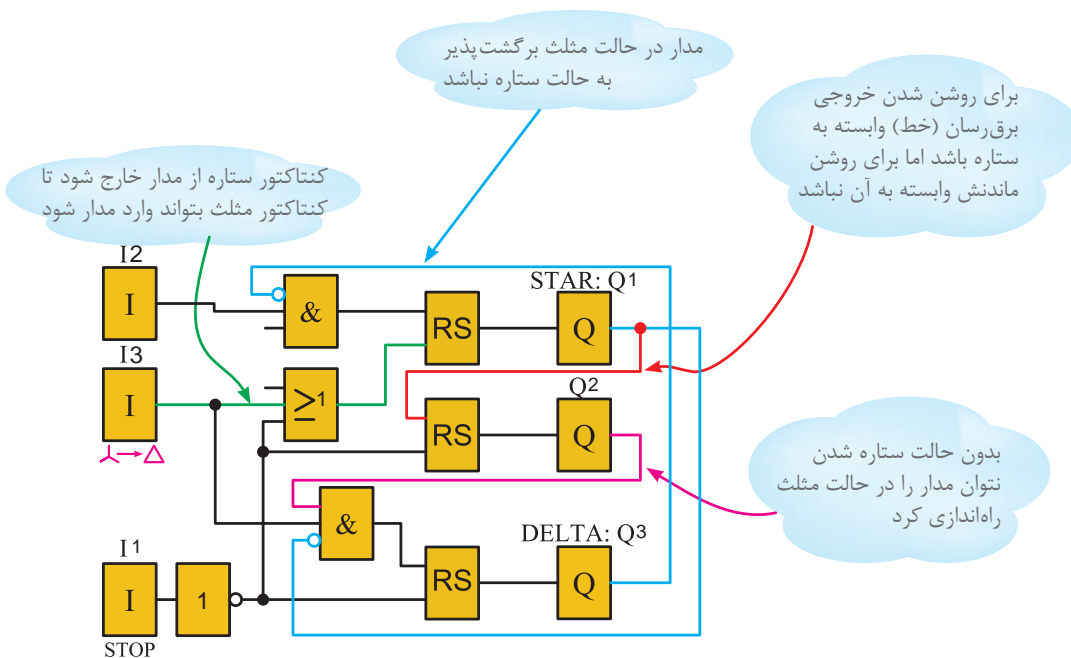 مدار در حالت مثلث برگشت‌پذیر
به حالت ستاره نباشد
برای روشن شدن خروجی
برق‌رسان (خط) وابسته به
ستاره باشد اما برای روشن
ماندنش وابسته به آن نباشد
کنتاکتور ستاره از مدار خارج شود تا
کنتاکتور مثلث بتواند وارد مدار شود
I2
I
&
RS
STAR: Q1
Q
I3
I
≥1
RS
Q2
Q
بدون حالت ستاره شدن
نتوان مدار را در حالت مثلث
راه‌اندازی کرد
&
I1
I
STOP
1
RS
DELTA: Q3
Q